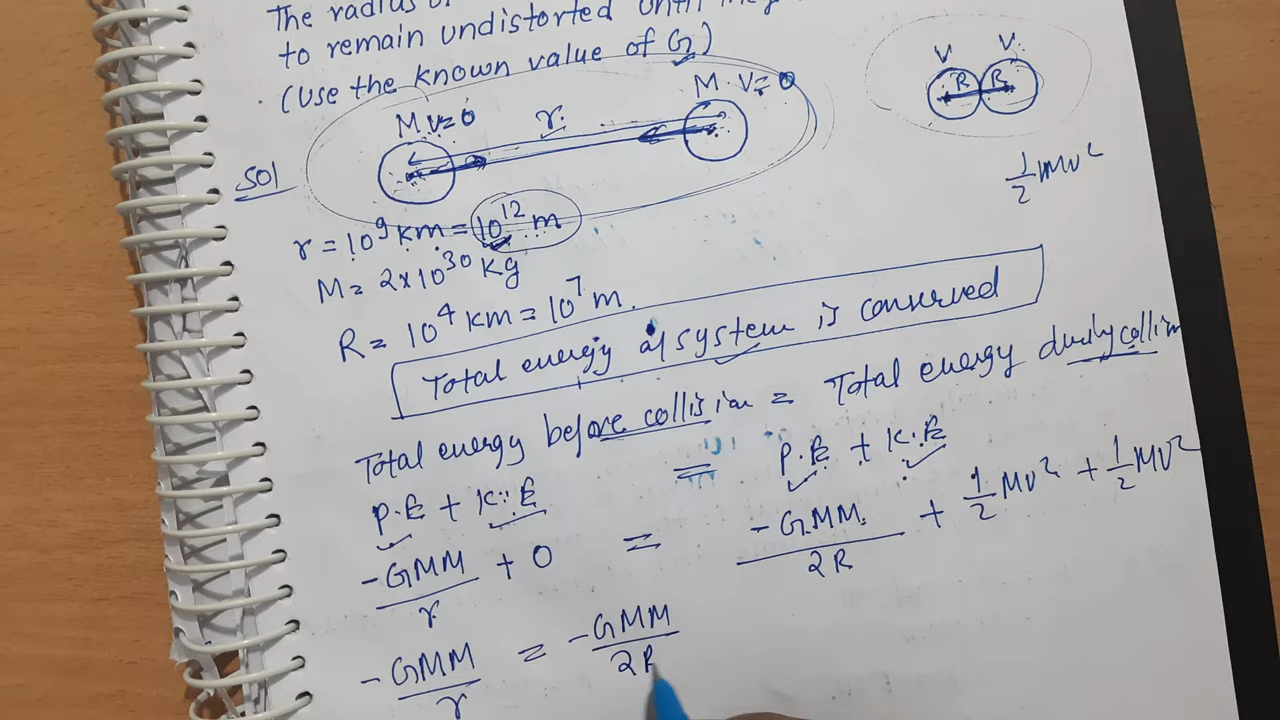 The radius
to remain undistorted until
(Use the known value of G)
V V
R R
M V=0 r M V=0
Sol
1/2 MV²
r = 10⁹ km = 10¹² m
M = 2×10³⁰ kg
R = 10⁴ km = 10⁷ m.
Total energy of system is conserved
Total energy before collision = Total energy during collision
P.E + K.E = P.E + K.E
-GMM/r + 0 = -GMM/2R + 1/2 MV² + 1/2 MV²
-GMM/r = -GMM/2R